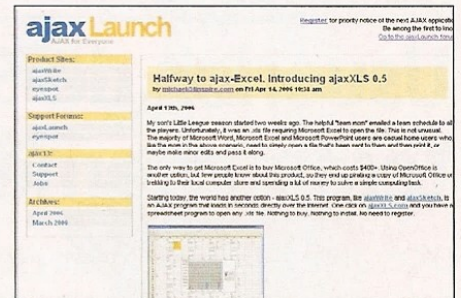 ajax Launch
AJAX for Everyone
Register for priority notice of the next AJAX applicatio
Be among the first to kno
Go to the ajaxLaunch foru
Product Sites:
ajaxWrite
ajaxSketch
eyespot
ajaxXLS
Support Forums:
ajaxLaunch
eyespot
ajax13:
Contact
Support
Jobs
Archives:
April 2006
March 2006
Halfway to ajax-Excel. Introducing ajaxXLS 0.5
by michael@linspire.com on Fri Apr 14, 2006 10:38 am
April 17th, 2006
My son's Little League season started two weeks ago. The helpful "team mom" emailed a team schedule to all
the players. Unfortunately, it was an .xls file requiring Microsoft Excel to open the file. This is not unusual.
The majority of Microsoft Word, Microsoft Excel and Microsoft PowerPoint users are casual home users who,
like the mom in the above scenario, need to simply open a file that's been sent to them and then print it, or
maybe make minor edits and pass it along.
The only way to get Microsoft Excel is to buy Microsoft Office, which costs $400+. Using OpenOffice is
another option, but few people know about this product, so they end up pirating a copy of Microsoft Office or
trekking to their local computer store and spending a lot of money to solve a simple computing task.
Starting today, the world has another option - ajaxXLS 0.5. This program, like ajaxWrite and ajaxSketch, is
an AJAX program that loads in seconds directly over the Internet. One click on ajaxXLS.com and you have a
spreadsheet program to open any .xls file. Nothing to buy. Nothing to install. No need to register.